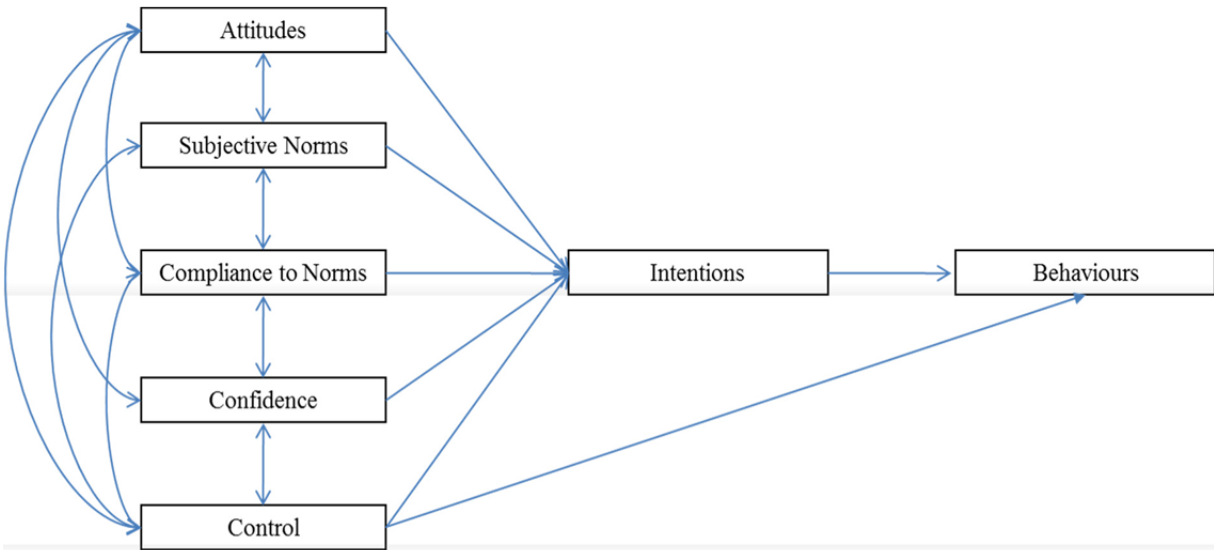 Attitudes
Subjective Norms
Compliance to Norms
Intentions
Behaviours
Confidence
Control